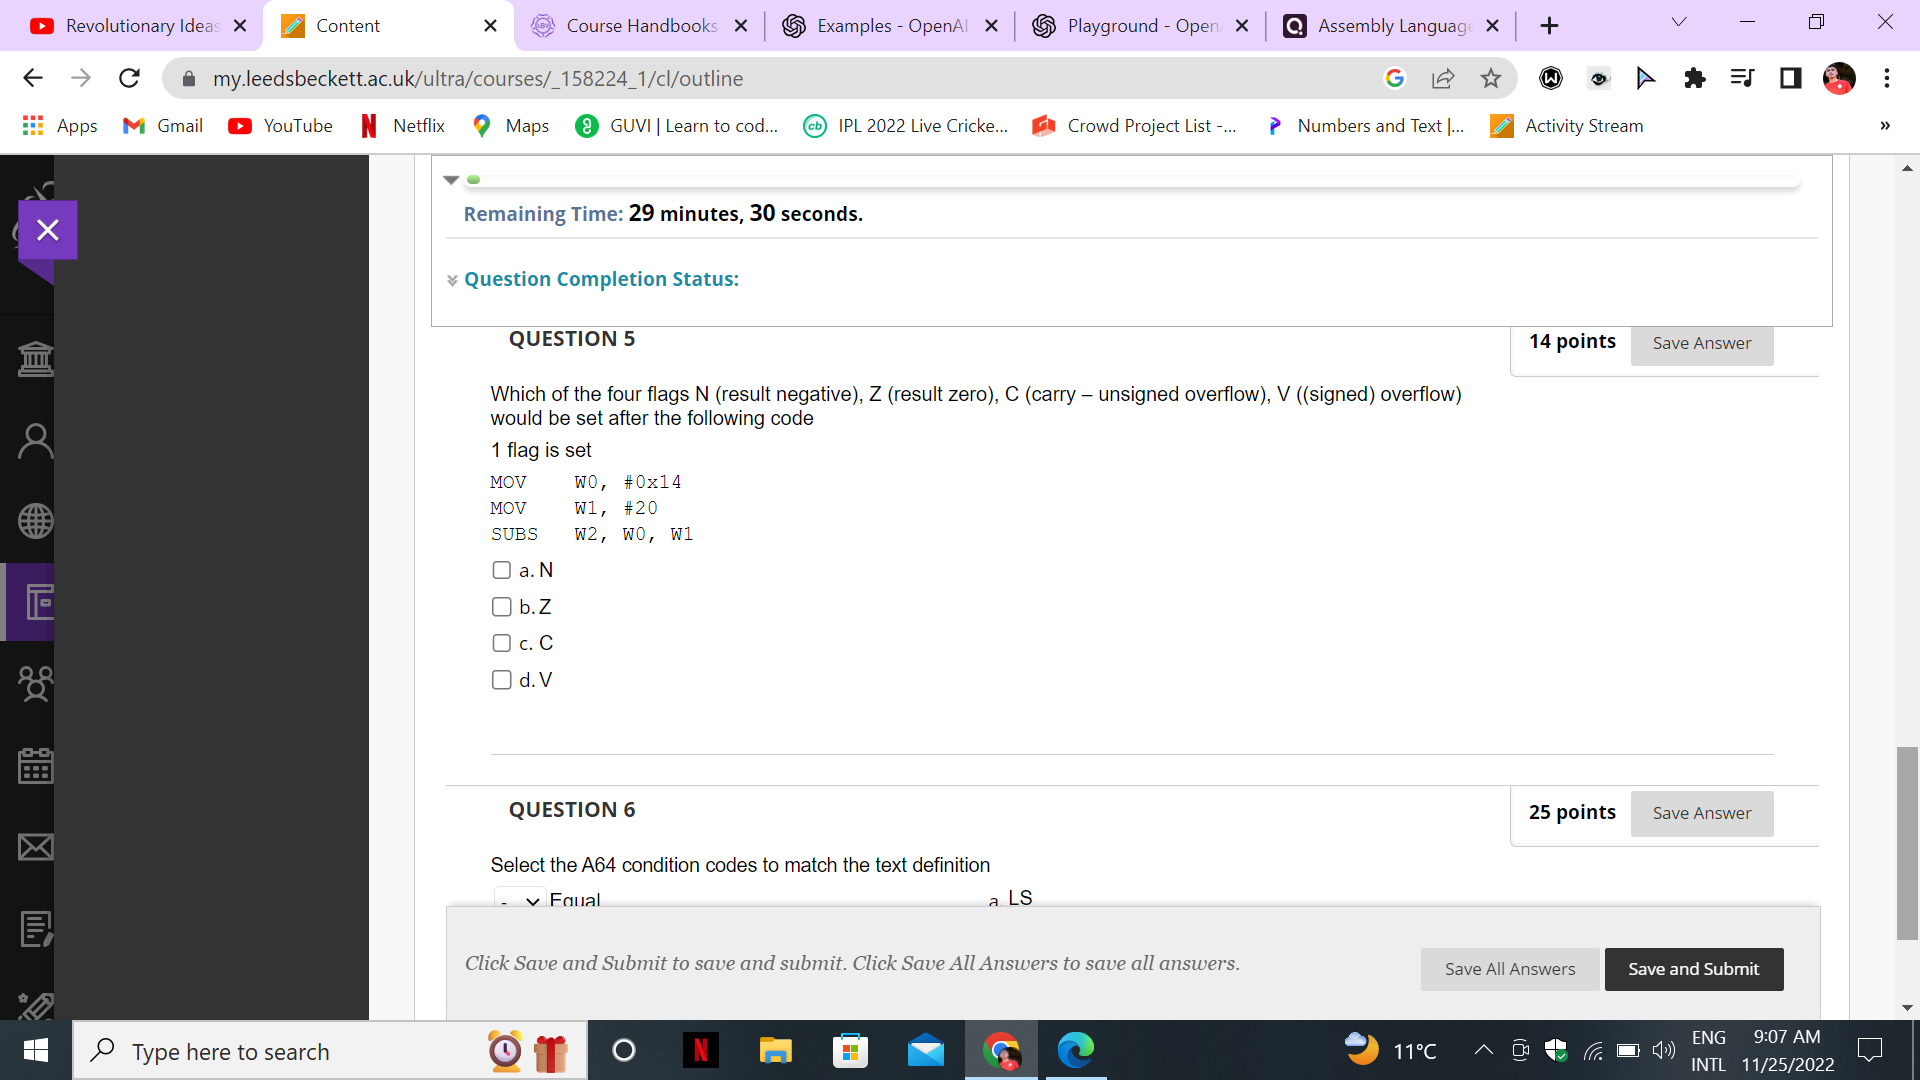 Revolutionary Ideas
Content
Course Handbooks
Examples - OpenAI
Playground - Open
Assembly Language
my.leedsbeckett.ac.uk/ultra/courses/_158224_1/cl/outline
Apps
Gmail
YouTube
Netflix
Maps
GUVI | Learn to cod...
IPL 2022 Live Cricke...
Crowd Project List -...
Numbers and Text |...
Activity Stream
»
Remaining Time: 29 minutes, 30 seconds.
Question Completion Status:
QUESTION 5
14 points
Save Answer
Which of the four flags N (result negative), Z (result zero), C (carry – unsigned overflow), V ((signed) overflow)
would be set after the following code
1 flag is set
MOV W0, #0x14
MOV W1, #20
SUBS W2, W0, W1
a. N
b. Z
c. C
d. V
QUESTION 6
25 points
Save Answer
Select the A64 condition codes to match the text definition
- Equal
a. LS
Click Save and Submit to save and submit. Click Save All Answers to save all answers.
Save All Answers
Save and Submit
Type here to search
11°C
ENG
INTL
9:07 AM
11/25/2022